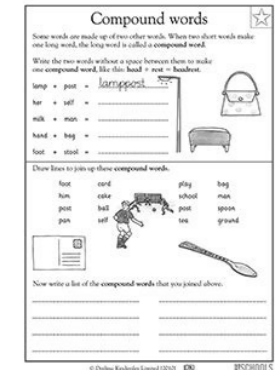 Compound words
Some words are made up of two other words. When two short words make
one long word, the long word is called a compound word.
Write the two words without a space between them to make
one compound word, like this: head + rest = headrest.
lamp + post = lamppost
her + self =
milk + man =
hand + bag =
foot + stool =
Draw lines to join up these compound words.
foot card play bag
him cake school man
post ball post spoon
pan self tea ground
Now write a list of the compound words that you joined above.